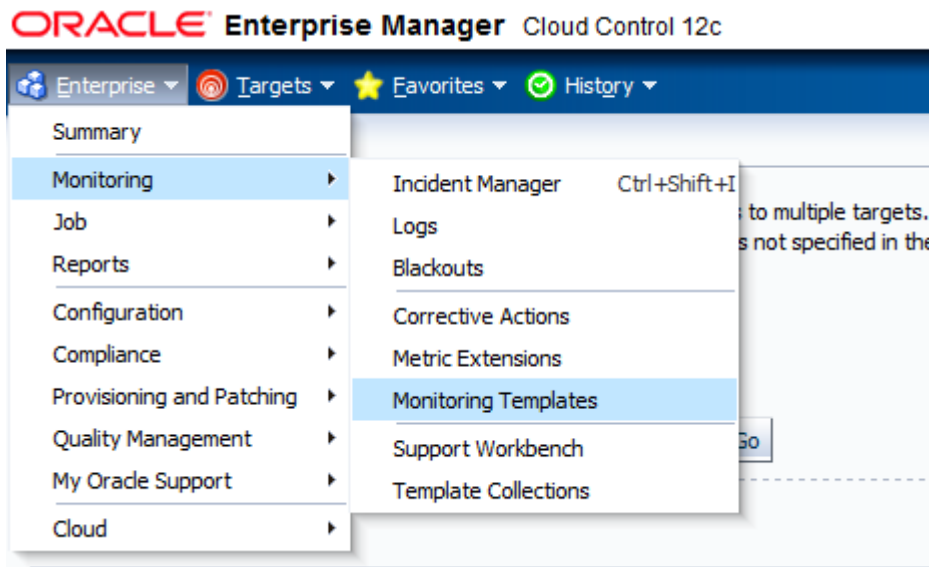 ORACLE Enterprise Manager Cloud Control 12c
Enterprise Targets Favorites History
Summary
Monitoring
Job
Reports
Configuration
Compliance
Provisioning and Patching
Quality Management
My Oracle Support
Cloud
Incident Manager Ctrl+Shift+I
Logs
Blackouts
Corrective Actions
Metric Extensions
Monitoring Templates
Support Workbench
Template Collections
to multiple targets.
s not specified in the
Go